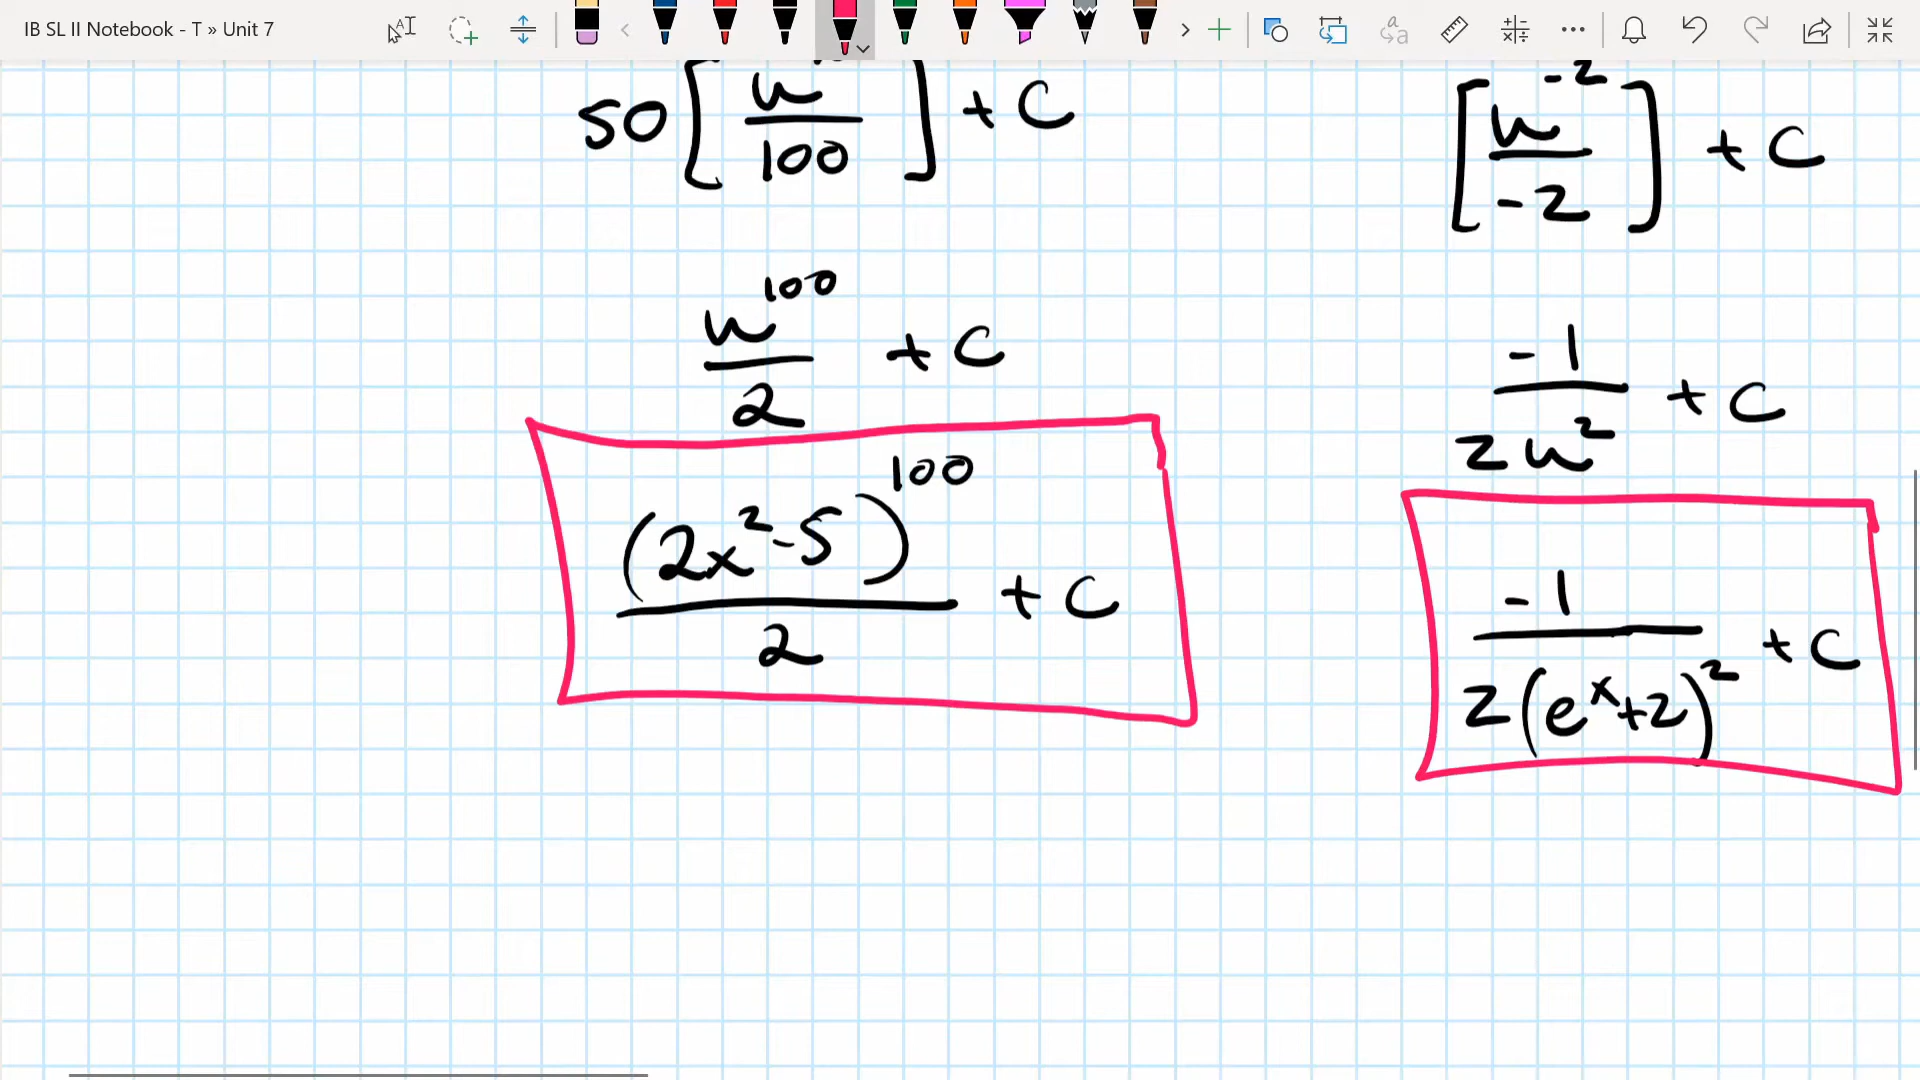 IB SL II Notebook - T » Unit 7
50 [ u / 100 ] + C
u^100 / 2 + C
(2x^2 - 5)^100 / 2 + C
[ u^-2 / -2 ] + C
-1 / 2u^2 + C
-1 / 2(e^x+2)^2 + C